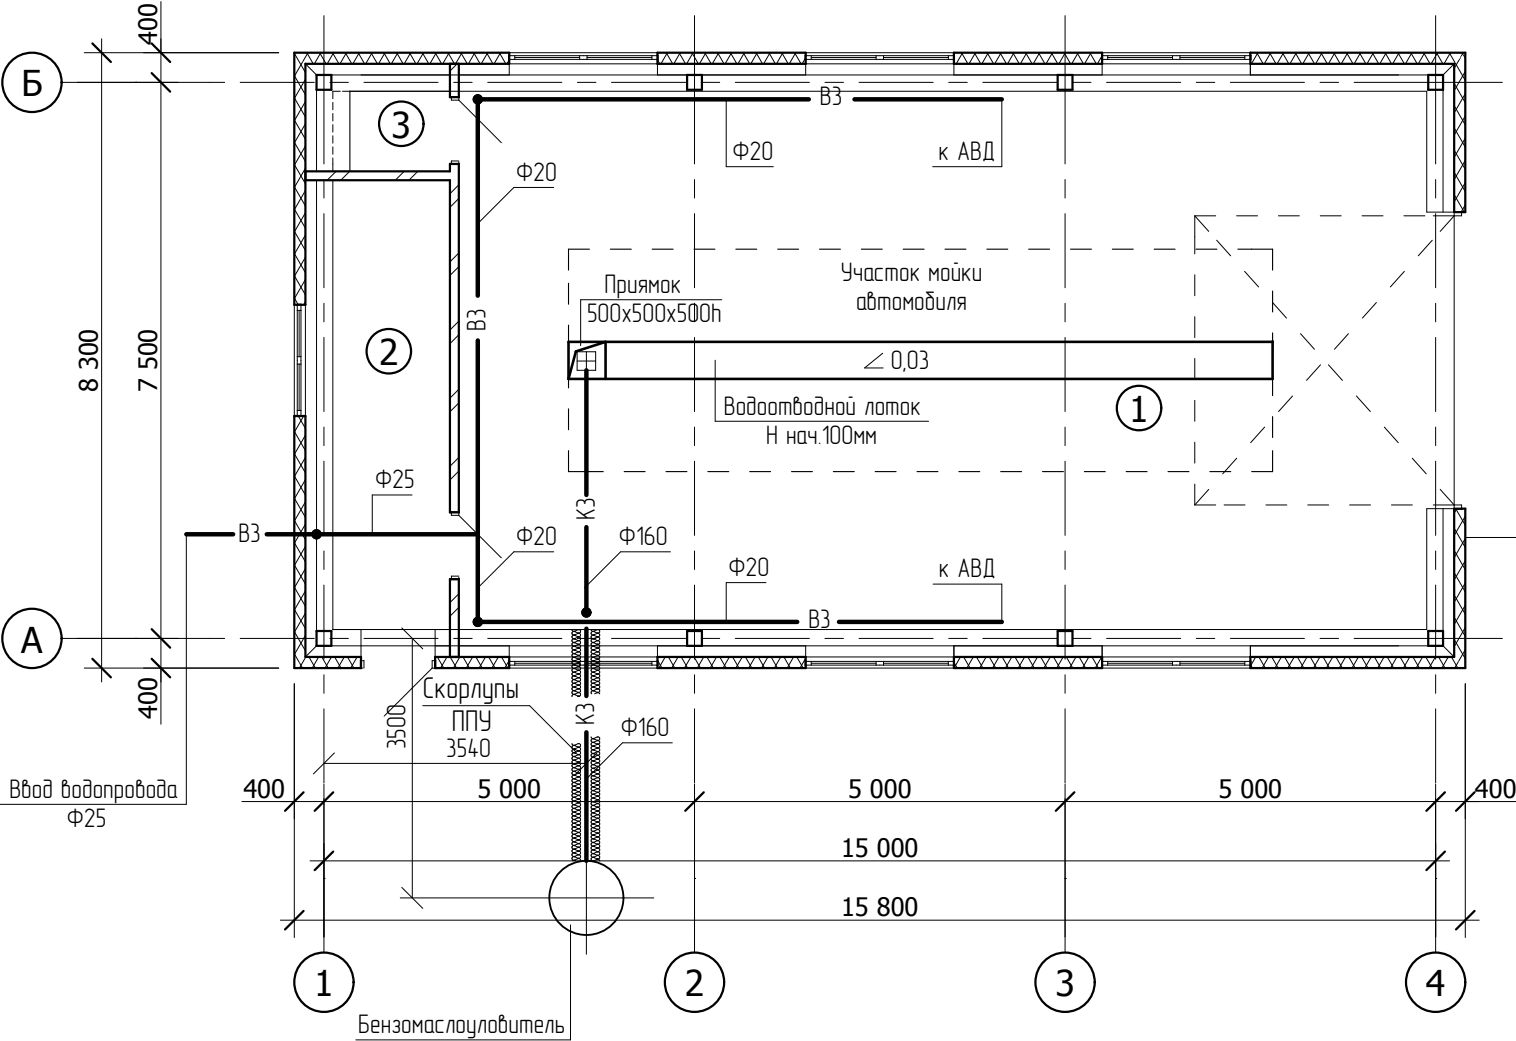 400
Б
В3
3
Ф20
к АВД
Ф20
Участок мойки
автомобиля
Приямок
500х500х500h
В3
8 300
7 500
2
0,03
1
Водоотводной лоток
Н нач.100мм
Ф25
В3
Ф20
К3
Ф160
Ф20
к АВД
В3
А
400
3500
Скорлупы
ППУ
3540
К3
Ф160
Ввод водопровода
Ф25
400
5 000
5 000
5 000
400
15 000
15 800
1
2
3
4
Бензомаслоуловитель